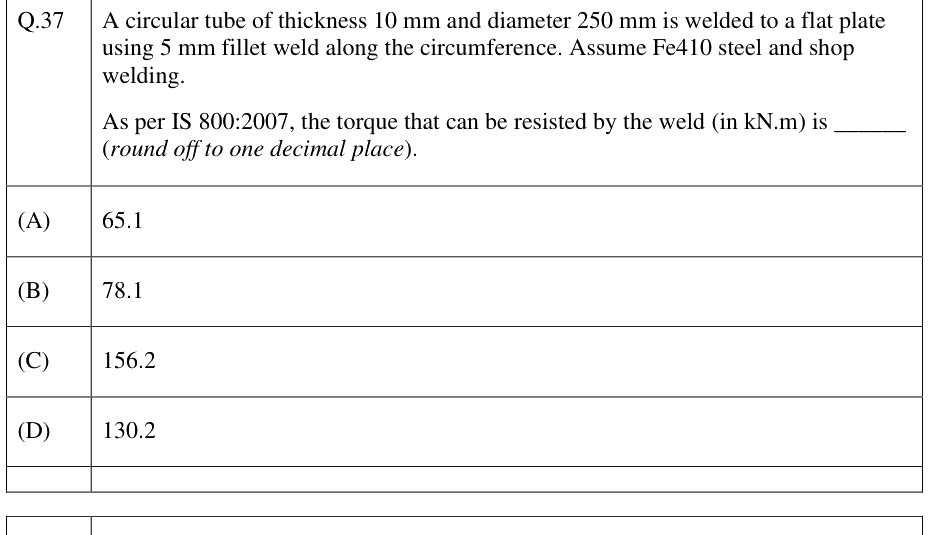 Q.37
A circular tube of thickness 10 mm and diameter 250 mm is welded to a flat plate
using 5 mm fillet weld along the circumference. Assume Fe410 steel and shop
welding.
As per IS 800:2007, the torque that can be resisted by the weld (in kN.m) is ______
(round off to one decimal place).
(A) 65.1
(B) 78.1
(C) 156.2
(D) 130.2